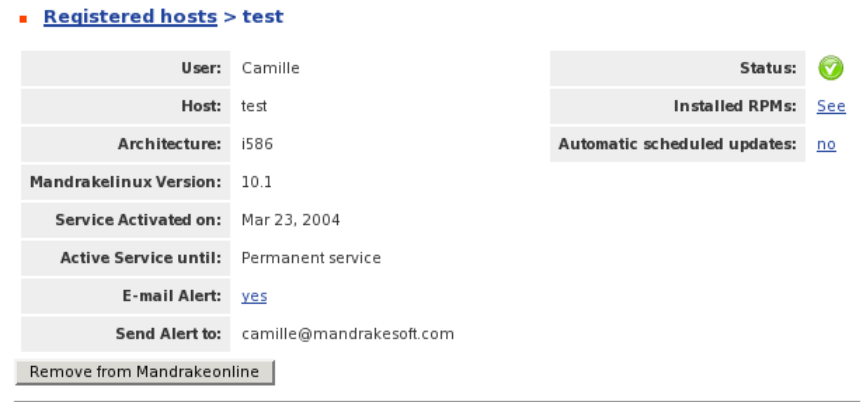 Registered hosts > test
User: Camille
Status:
Host: test
Installed RPMs: See
Architecture: i586
Automatic scheduled updates: no
Mandrakelinux Version: 10.1
Service Activated on: Mar 23, 2004
Active Service until: Permanent service
E-mail Alert: yes
Send Alert to: camille@mandrakesoft.com
Remove from Mandrakeonline